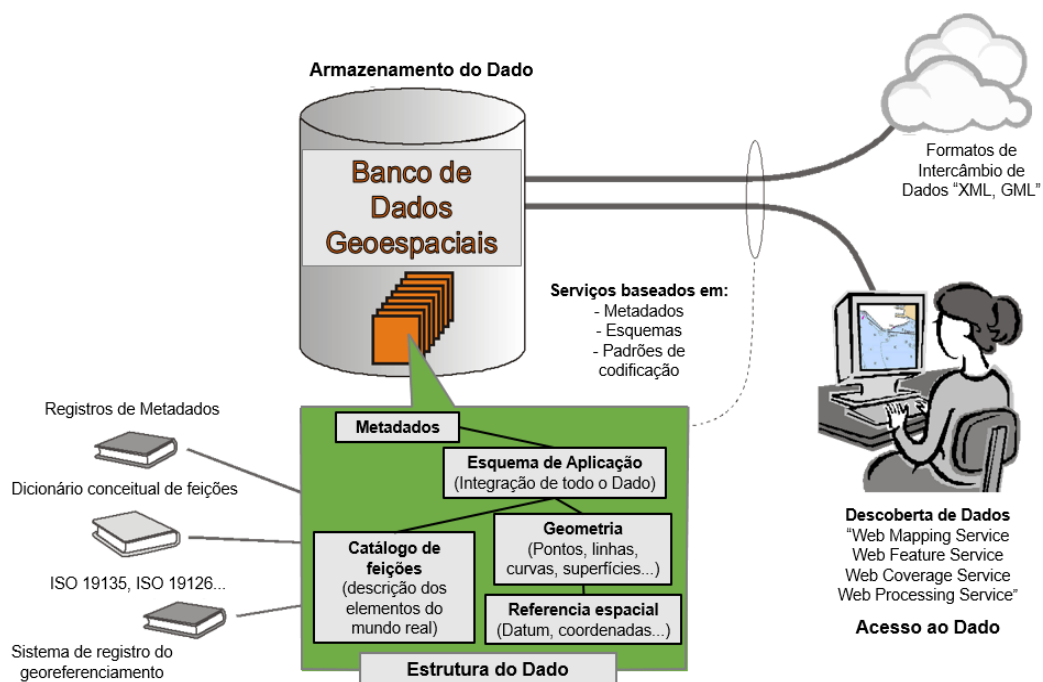 Armazenamento do Dado
Banco de
Dados
Geoespaciais
Formatos de
Intercâmbio de
Dados “XML, GML”
Serviços baseados em:
- Metadados
- Esquemas
- Padrões de
codificação
Registros de Metadados
Dicionário conceitual de feições
ISO 19135, ISO 19126...
Sistema de registro do
georeferenciamento
Metadados
Esquema de Aplicação
(Integração de todo o Dado)
Catálogo de
feições
(descrição dos
elementos do
mundo real)
Geometria
(Pontos, linhas,
curvas, superfícies...)
Referencia espacial
(Datum, coordenadas...)
Estrutura do Dado
Descoberta de Dados
“Web Mapping Service
Web Feature Service
Web Coverage Service
Web Processing Service”
Acesso ao Dado